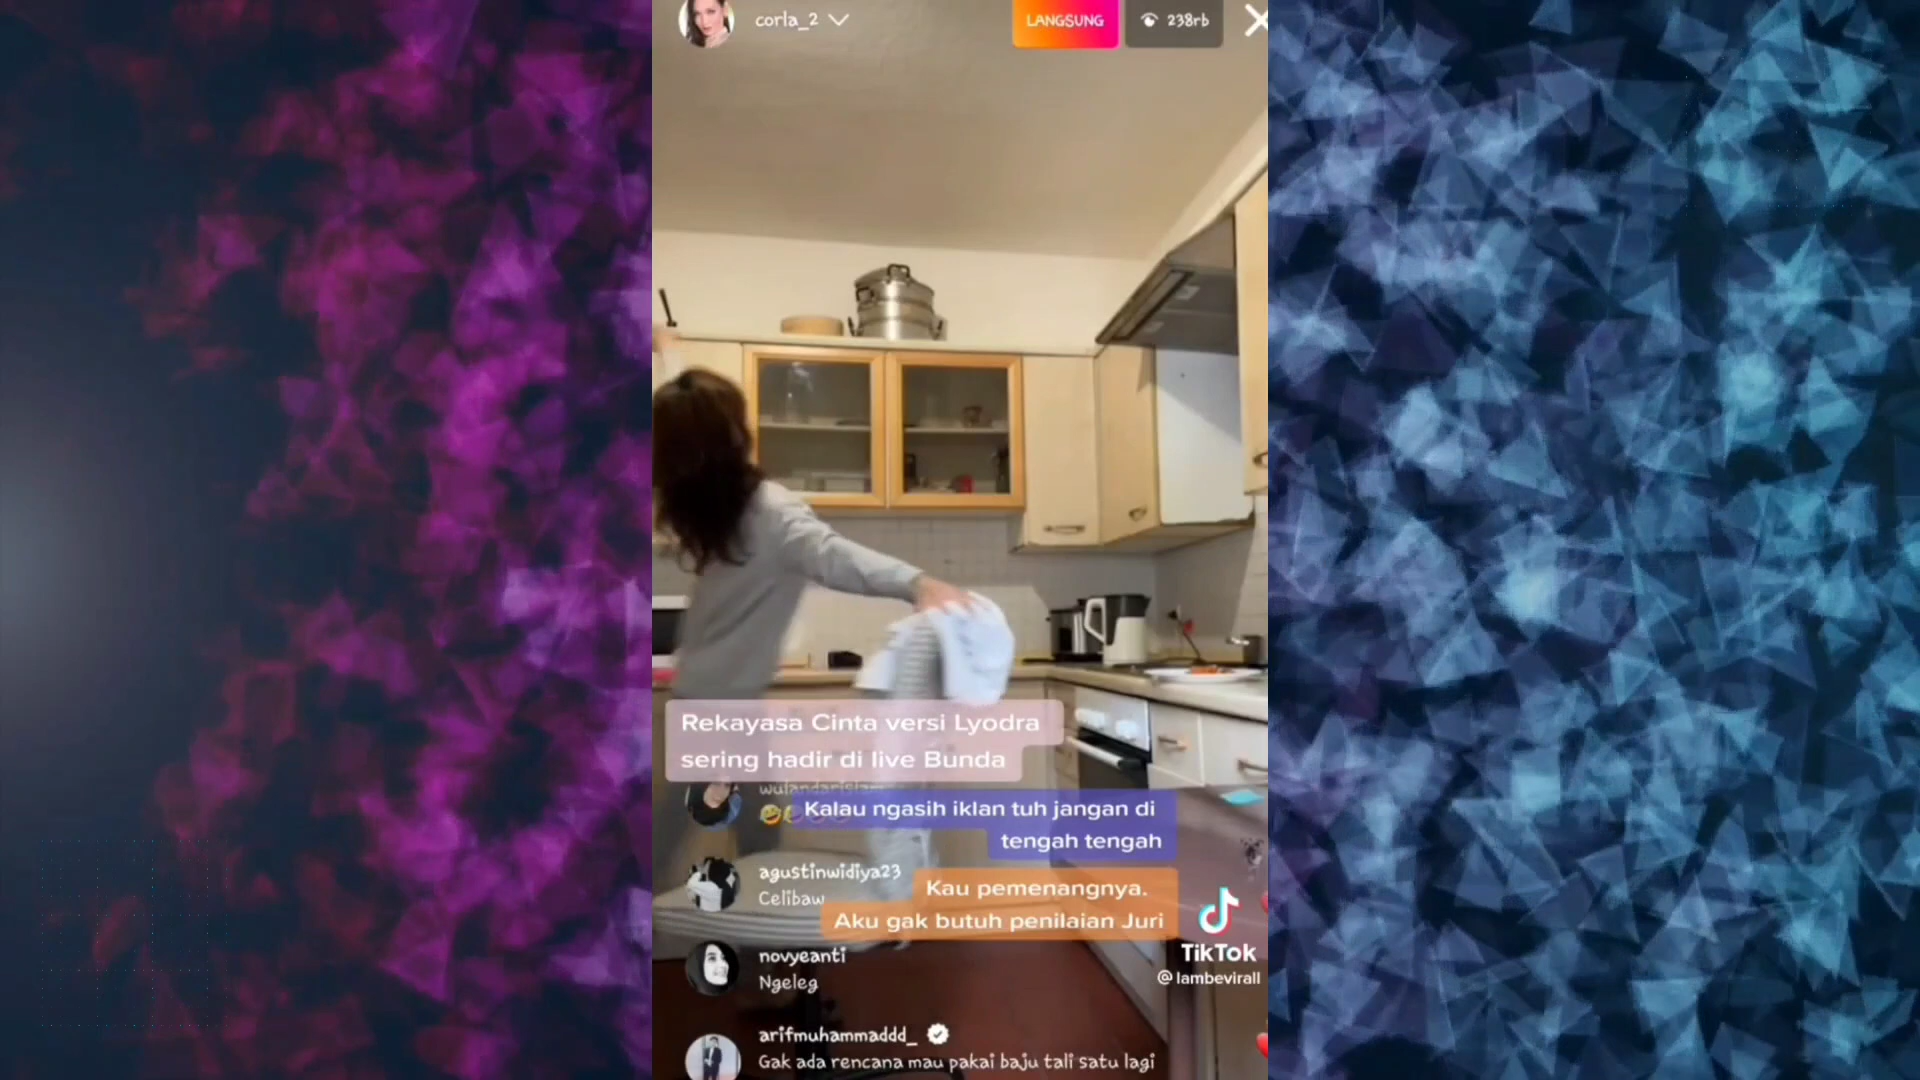 corla_2
LANGSUNG
238rb
Rekayasa Cinta versi Lyodra
sering hadir di live Bunda
wulandarislam
Kalau ngasih iklan tuh jangan di
tengah tengah
agustinwidiya23
Celibaw
Kau pemenangnya.
Aku gak butuh penilaian Juri
novyeanti
Ngeleg
TikTok
@lambevirall
arifmuhammaddd_
Gak ada rencana mau pakai baju tali satu lagi